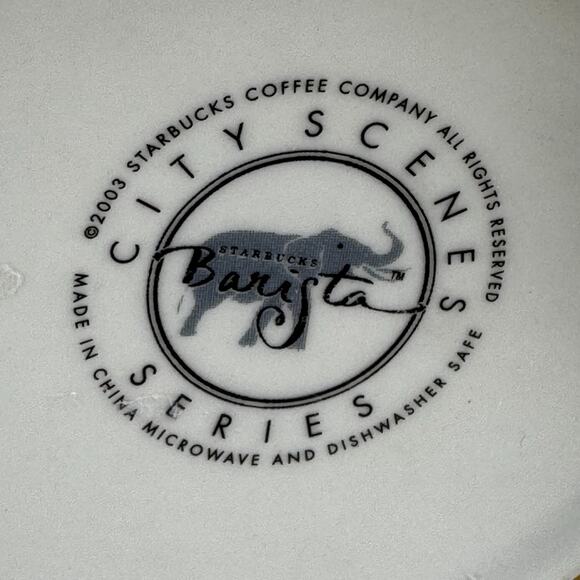 ©2003 STARBUCKS COFFEE COMPANY ALL RIGHTS RESERVED
CITY SCENES
STARBUCKS
Barista™
SERIES
MADE IN CHINA MICROWAVE AND DISHWASHER SAFE